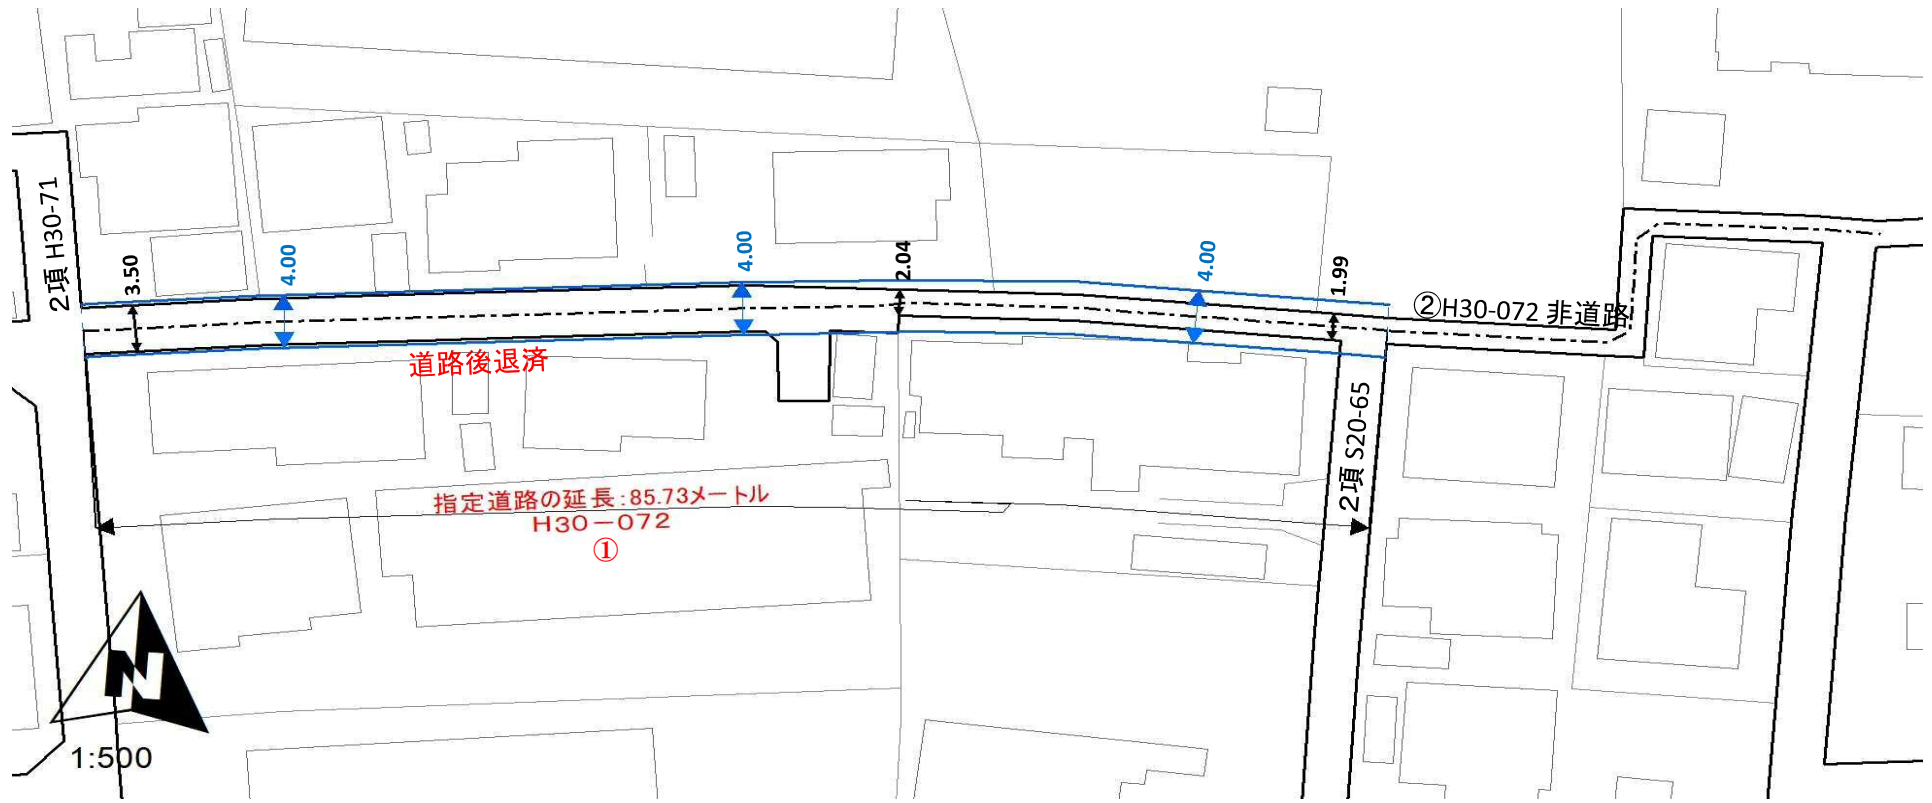 2項 H30-71
3.50
4.00
4.00
2.04
4.00
1.99
②H30-072 非道路
道路後退済
2項 S20-65
指定道路の延長:85.73メートル
H30-072
①
N
1:500